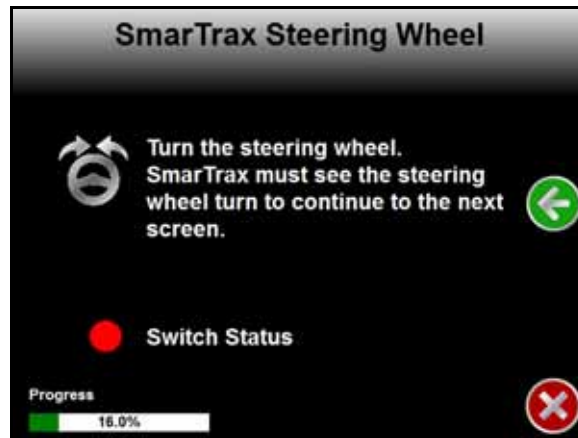 SmarTrax Steering Wheel
Turn the steering wheel.
SmarTrax must see the steering
wheel turn to continue to the next
screen.
Switch Status
Progress
16.0%